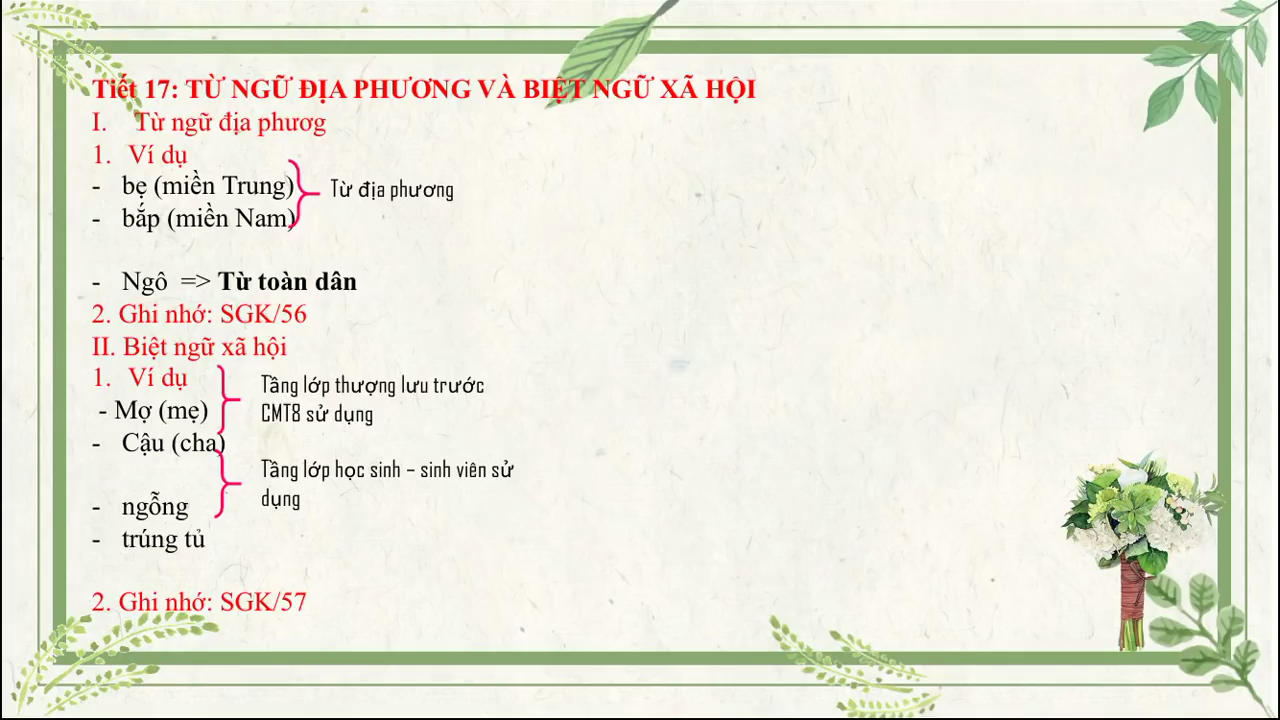 Tiết 17: TỪ NGỮ ĐỊA PHƯƠNG VÀ BIỆT NGỮ XÃ HỘI
I. Từ ngữ địa phươg
1. Ví dụ
- bẹ (miền Trung)
- bắp (miền Nam)
Từ địa phương
- Ngô => Từ toàn dân
2. Ghi nhớ: SGK/56
II. Biệt ngữ xã hội
1. Ví dụ
- Mợ (mẹ)
- Cậu (cha)
Tầng lớp thượng lưu trước
CMT8 sử dụng
- ngỗng
- trúng tủ
Tầng lớp học sinh – sinh viên sử
dụng
2. Ghi nhớ: SGK/57